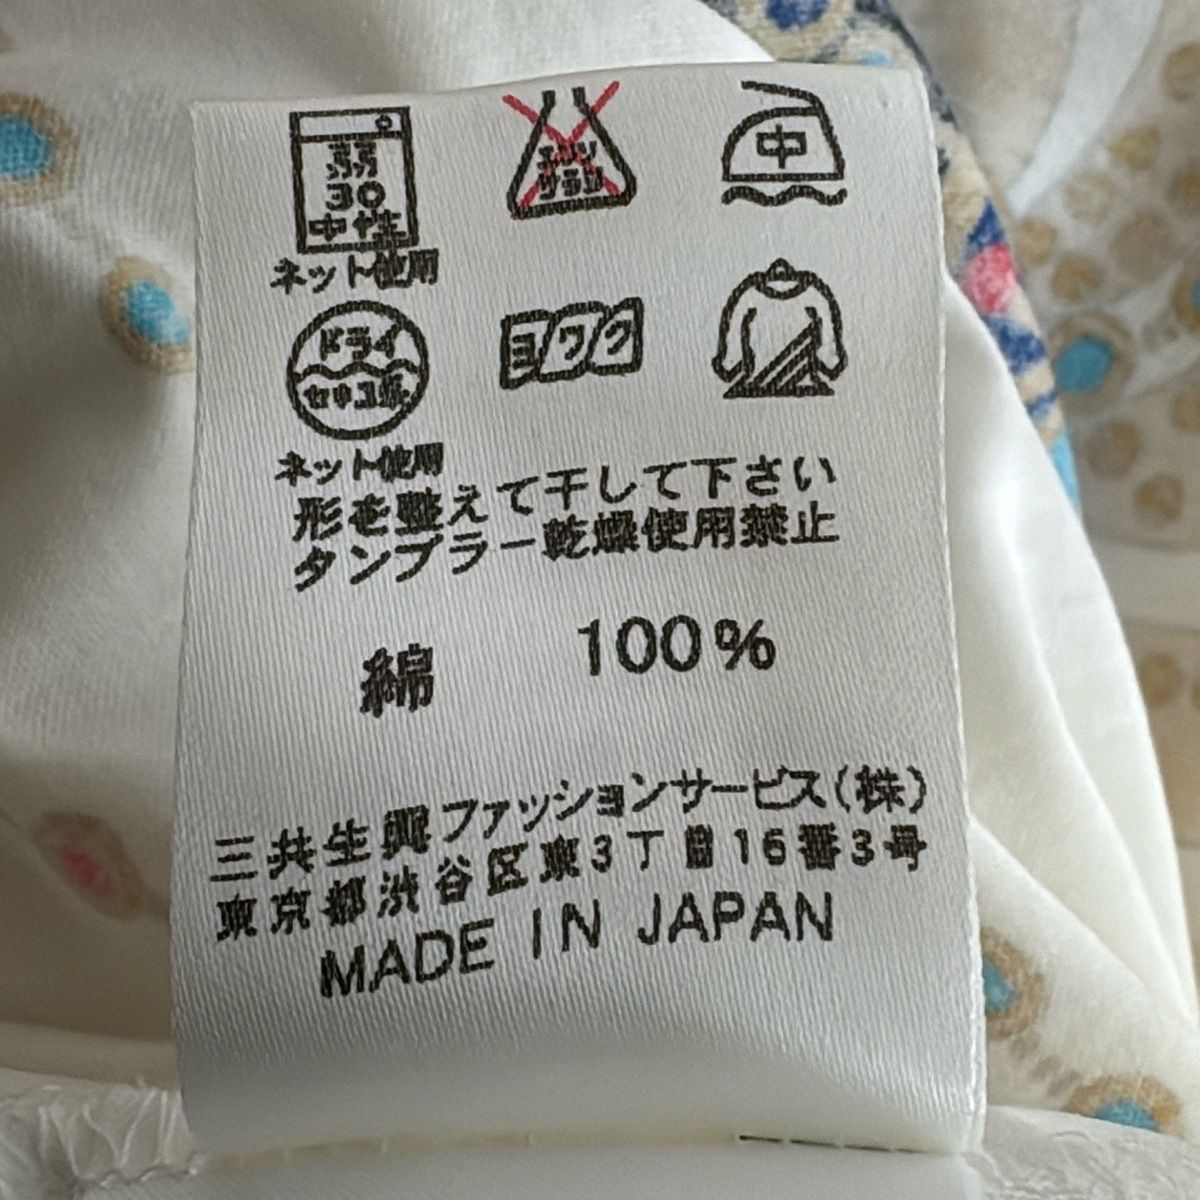 弱
30
中性
ネット使用
エンソ
サラシ
中
ドライ
セキユ系
ヨワク
ネット使用
形を整えて干して下さい
タンブラー乾燥使用禁止
綿 100%
三共生興ファッションサービス(株)
東京都渋谷区東3丁目16番3号
MADE IN JAPAN